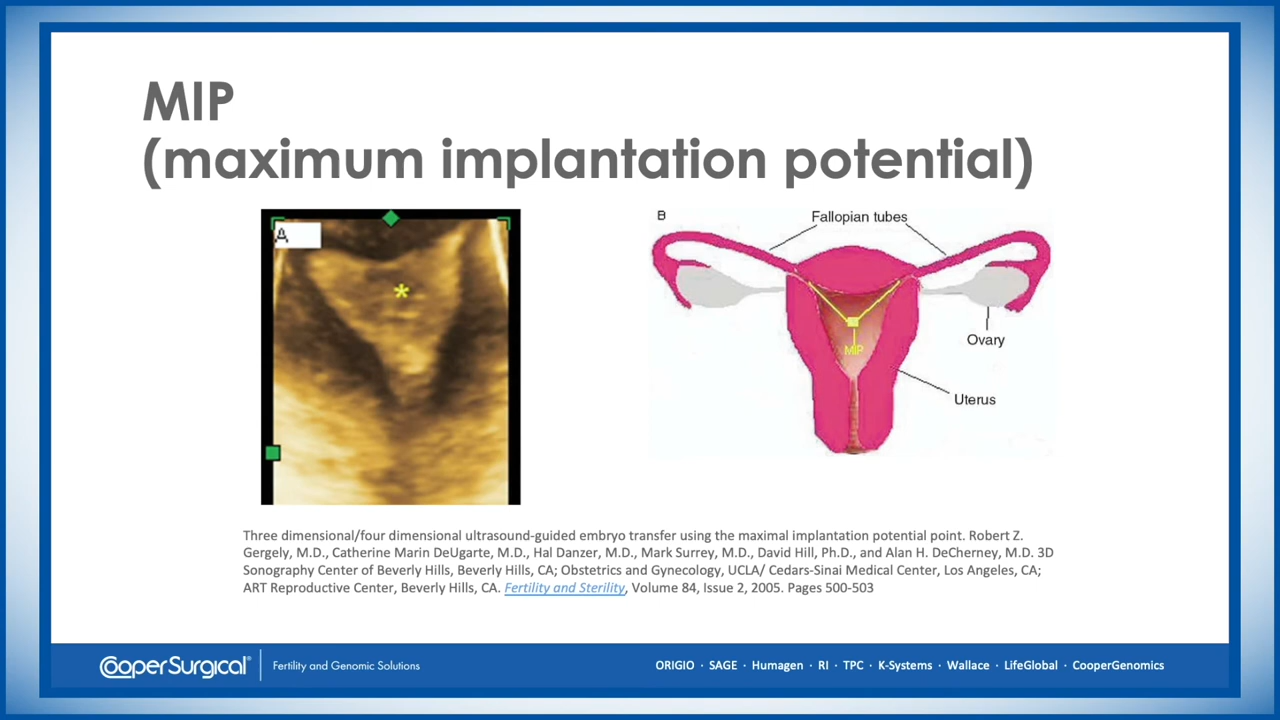 MIP
(maximum implantation potential)
A
*
B
Fallopian tubes
MIP
Ovary
Uterus
Three dimensional/four dimensional ultrasound-guided embryo transfer using the maximal implantation potential point. Robert Z.
Gergely, M.D., Catherine Marin DeUgarte, M.D., Hal Danzer, M.D., Mark Surrey, M.D., David Hill, Ph.D., and Alan H. DeCherney, M.D. 3D
Sonography Center of Beverly Hills, Beverly Hills, CA; Obstetrics and Gynecology, UCLA/ Cedars-Sinai Medical Center, Los Angeles, CA;
ART Reproductive Center, Beverly Hills, CA. Fertility and Sterility, Volume 84, Issue 2, 2005. Pages 500-503
CooperSurgical® Fertility and Genomic Solutions
ORIGIO · SAGE · Humagen · RI · TPC · K-Systems · Wallace · LifeGlobal · CooperGenomics